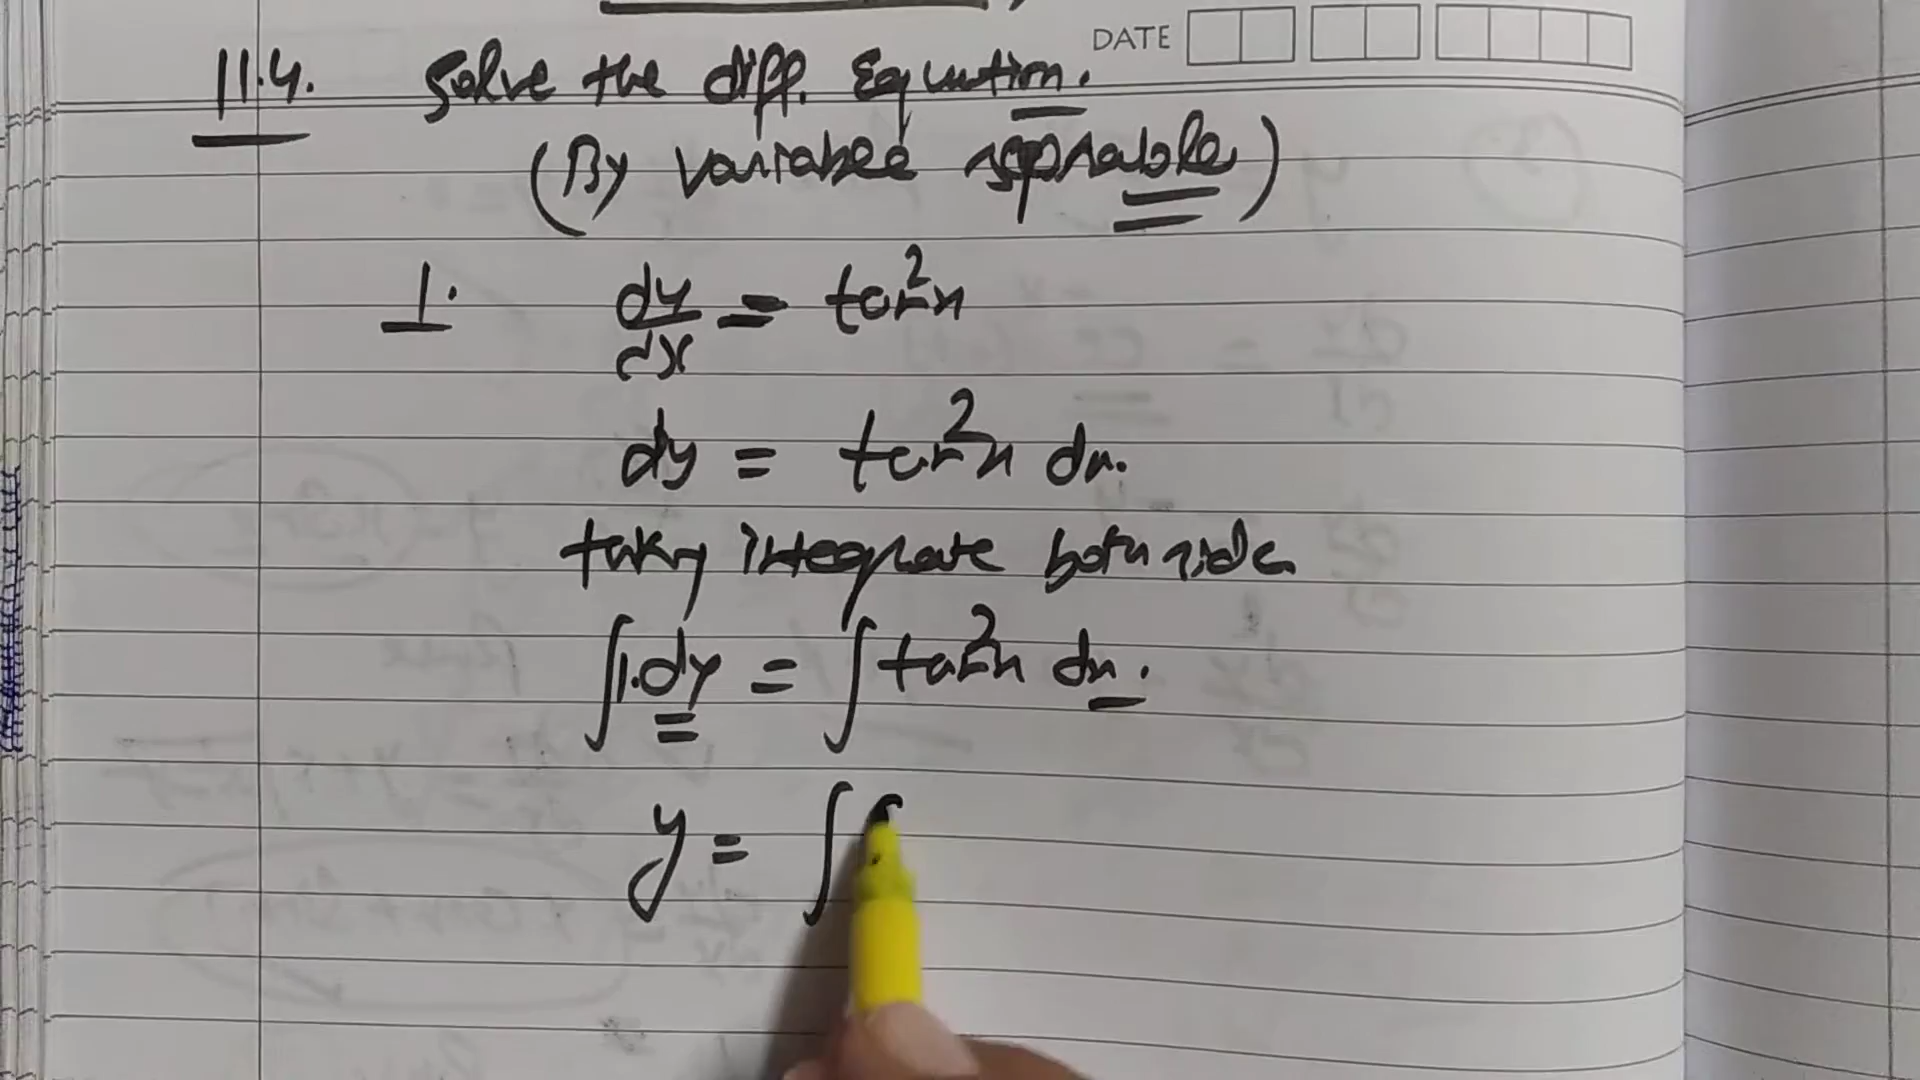 DATE
11.4. Solve the diff. Equation.
(By variable seprable)
1. dy/dx = tan²x
dy = tan²x dx.
taking integrate both side
∫1.dy = ∫tan²x dx.
y = ∫